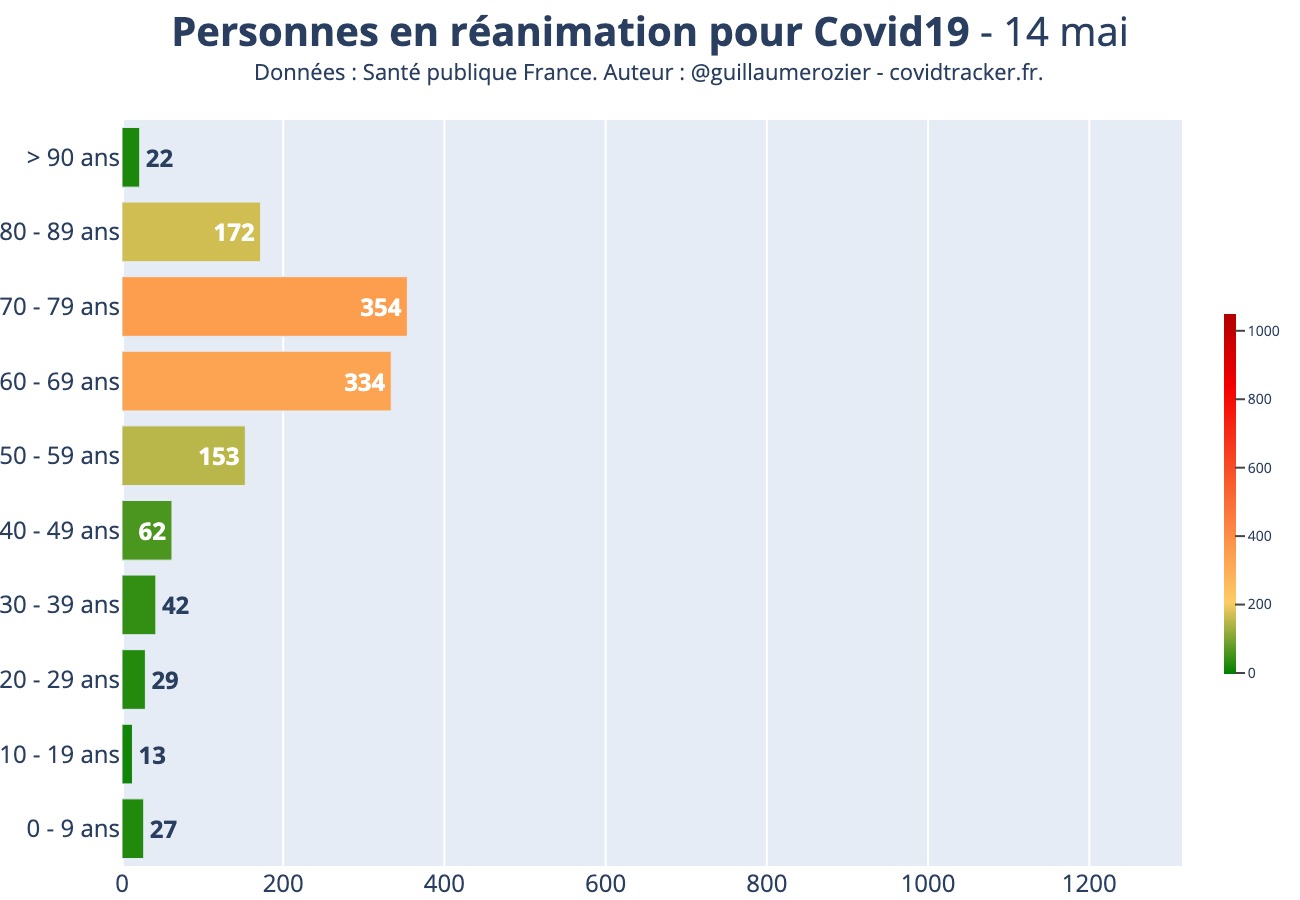 Personnes en réanimation pour Covid19 - 14 mai
Données : Santé publique France. Auteur : @guillaumerozier - covidtracker.fr.
> 90 ans 22
80 - 89 ans 172
70 - 79 ans 354
60 - 69 ans 334
50 - 59 ans 153
40 - 49 ans 62
30 - 39 ans 42
20 - 29 ans 29
10 - 19 ans 13
0 - 9 ans 27
0 200 400 600 800 1000 1200
1000
800
600
400
200
0